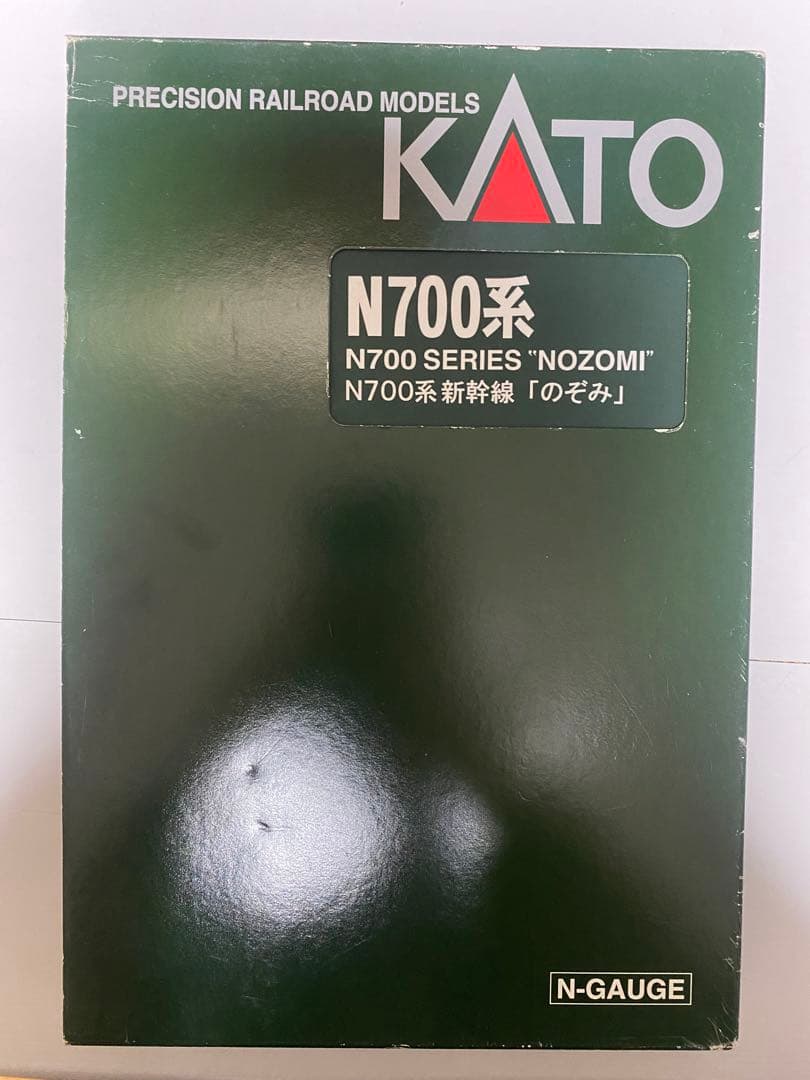 PRECISION RAILROAD MODELS
KATO
N700系
N700 SERIES "NOZOMI"
N700系新幹線「のぞみ」
N-GAUGE